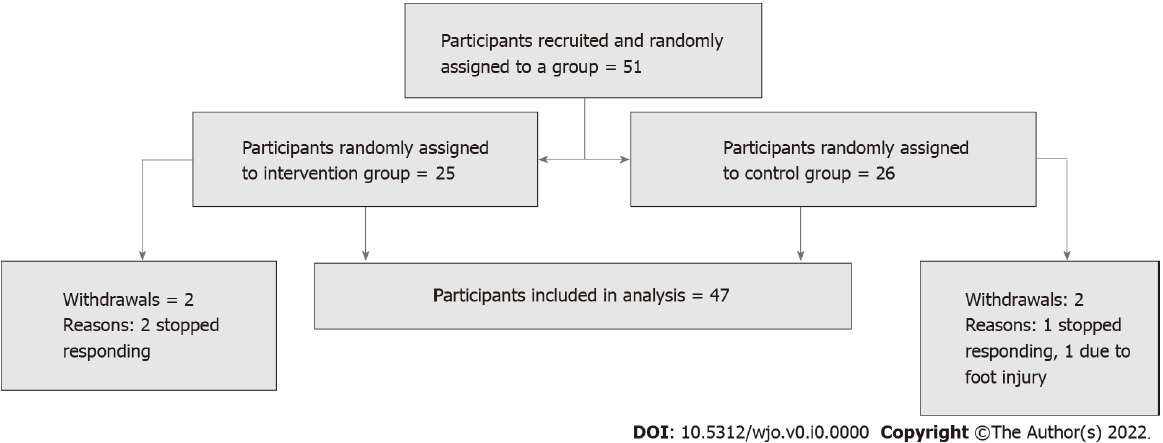 Participants recruited and randomly
assigned to a group = 51
Participants randomly assigned
to intervention group = 25
Participants randomly assigned
to control group = 26
Withdrawals = 2
Reasons: 2 stopped
responding
Participants included in analysis = 47
Withdrawals: 2
Reasons: 1 stopped
responding, 1 due to
foot injury
DOI: 10.5312/wjo.v0.i0.0000 Copyright ©The Author(s) 2022.